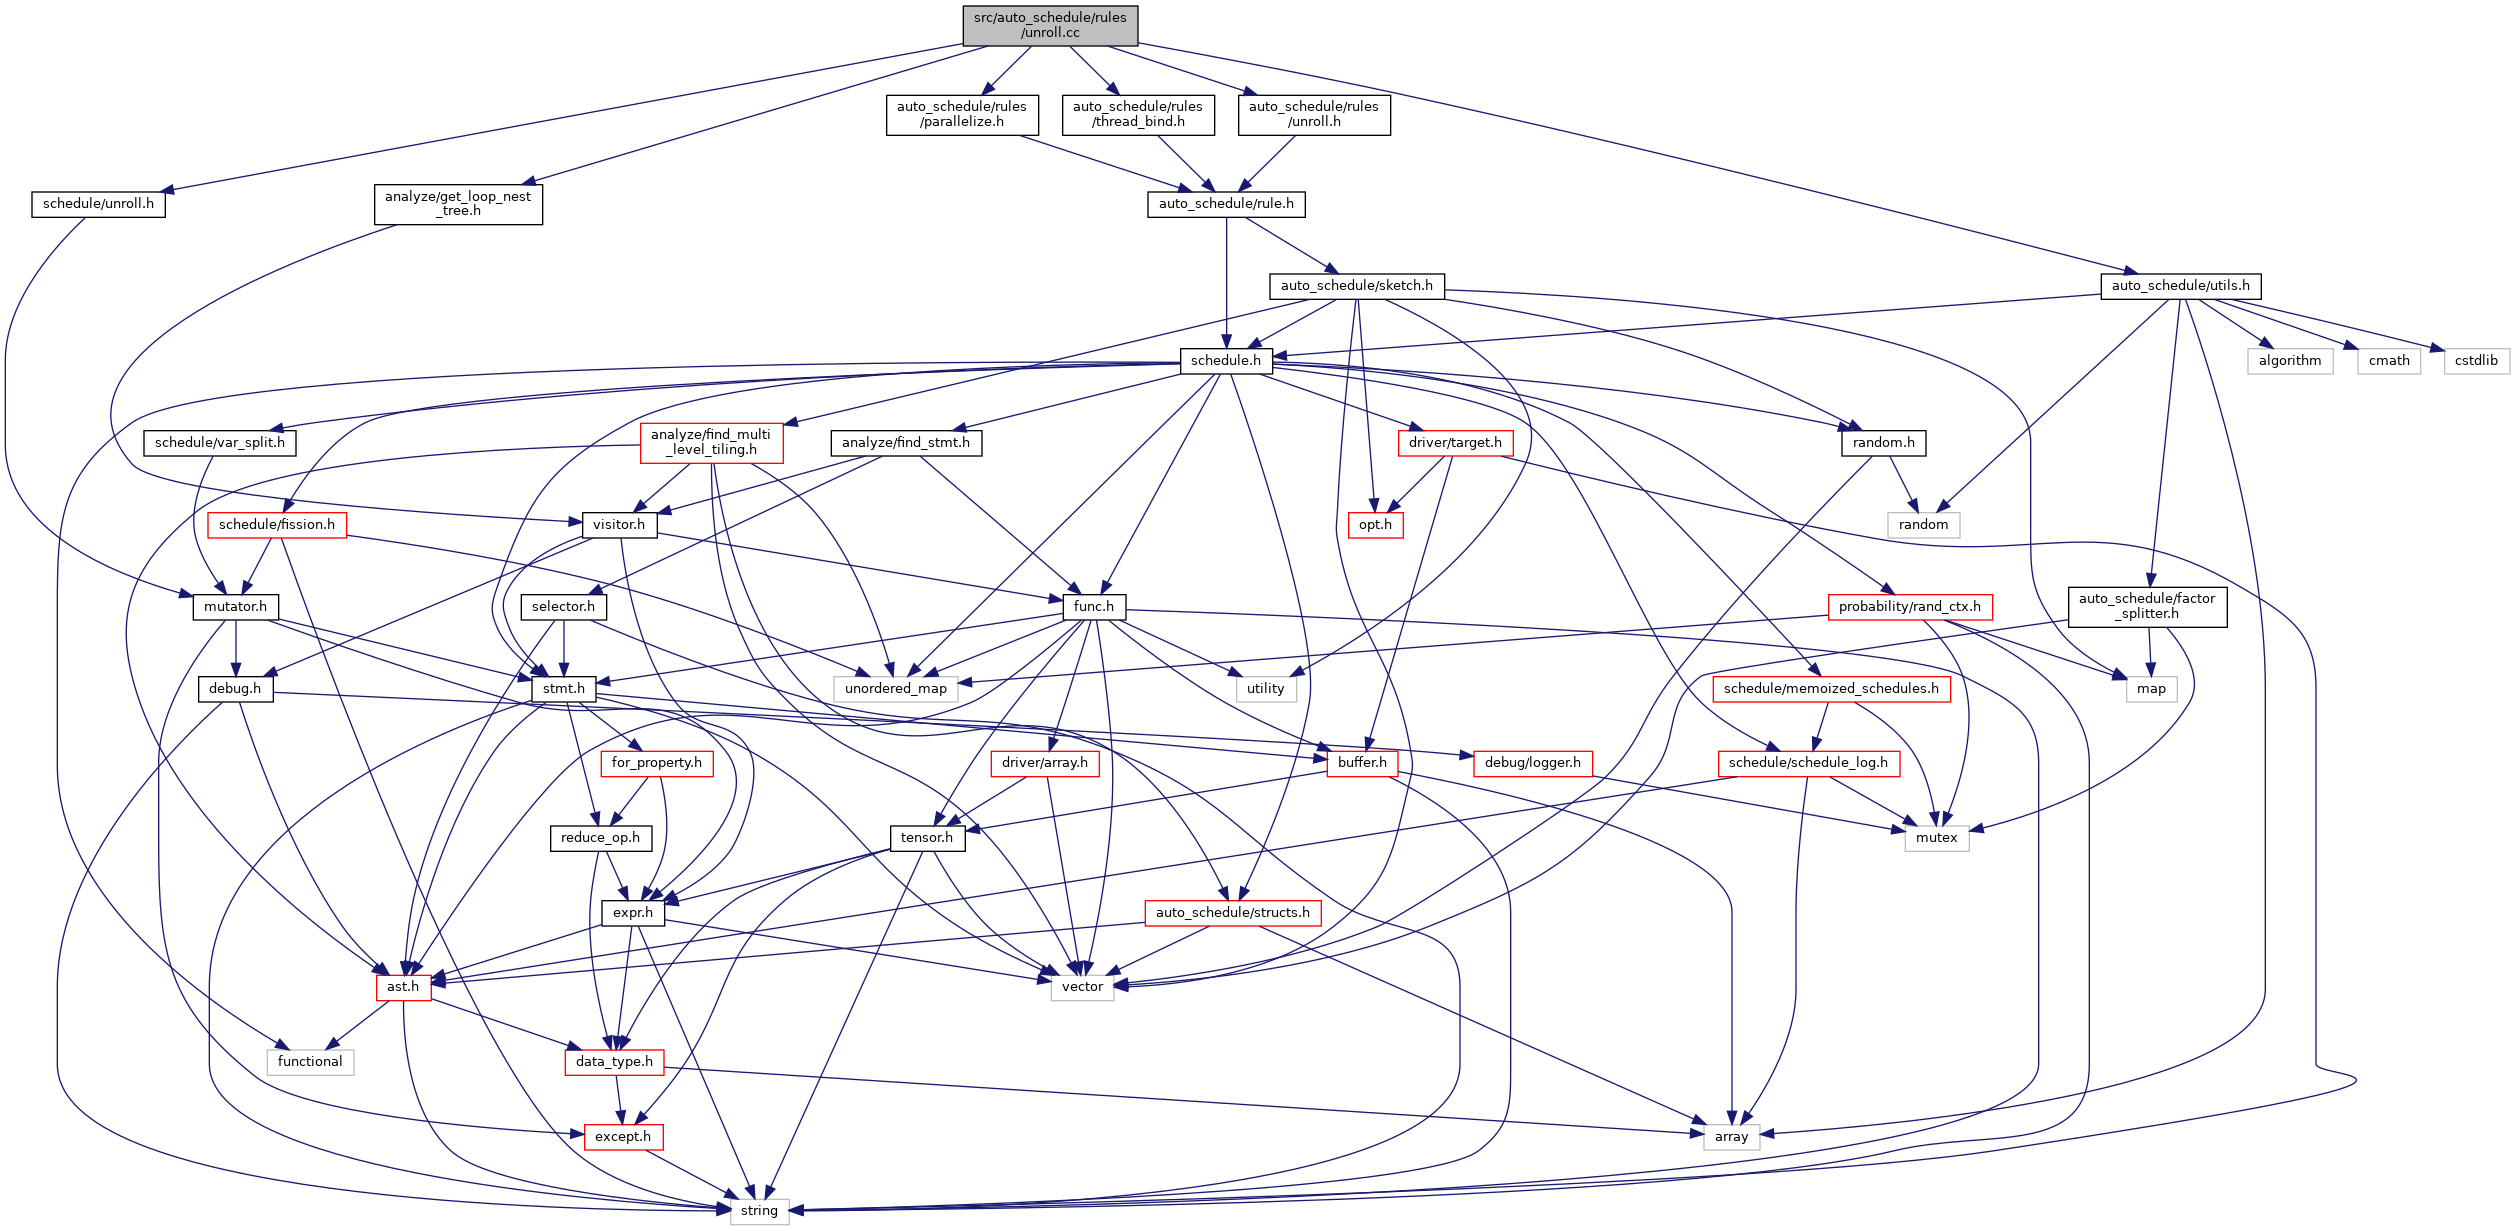 src/auto_schedule/rules
/unroll.cc
auto_schedule/rules
/parallelize.h
auto_schedule/rules
/thread_bind.h
auto_schedule/rules
/unroll.h
schedule/unroll.h
analyze/get_loop_nest
_tree.h
auto_schedule/rule.h
auto_schedule/sketch.h
auto_schedule/utils.h
schedule.h
algorithm
cmath
cstdlib
schedule/var_split.h
analyze/find_multi
_level_tiling.h
analyze/find_stmt.h
driver/target.h
random.h
schedule/fission.h
visitor.h
opt.h
random
mutator.h
selector.h
func.h
probability/rand_ctx.h
auto_schedule/factor
_splitter.h
debug.h
stmt.h
unordered_map
utility
schedule/memoized_schedules.h
map
for_property.h
driver/array.h
buffer.h
debug/logger.h
schedule/schedule_log.h
reduce_op.h
tensor.h
mutex
expr.h
auto_schedule/structs.h
ast.h
vector
functional
data_type.h
except.h
array
string